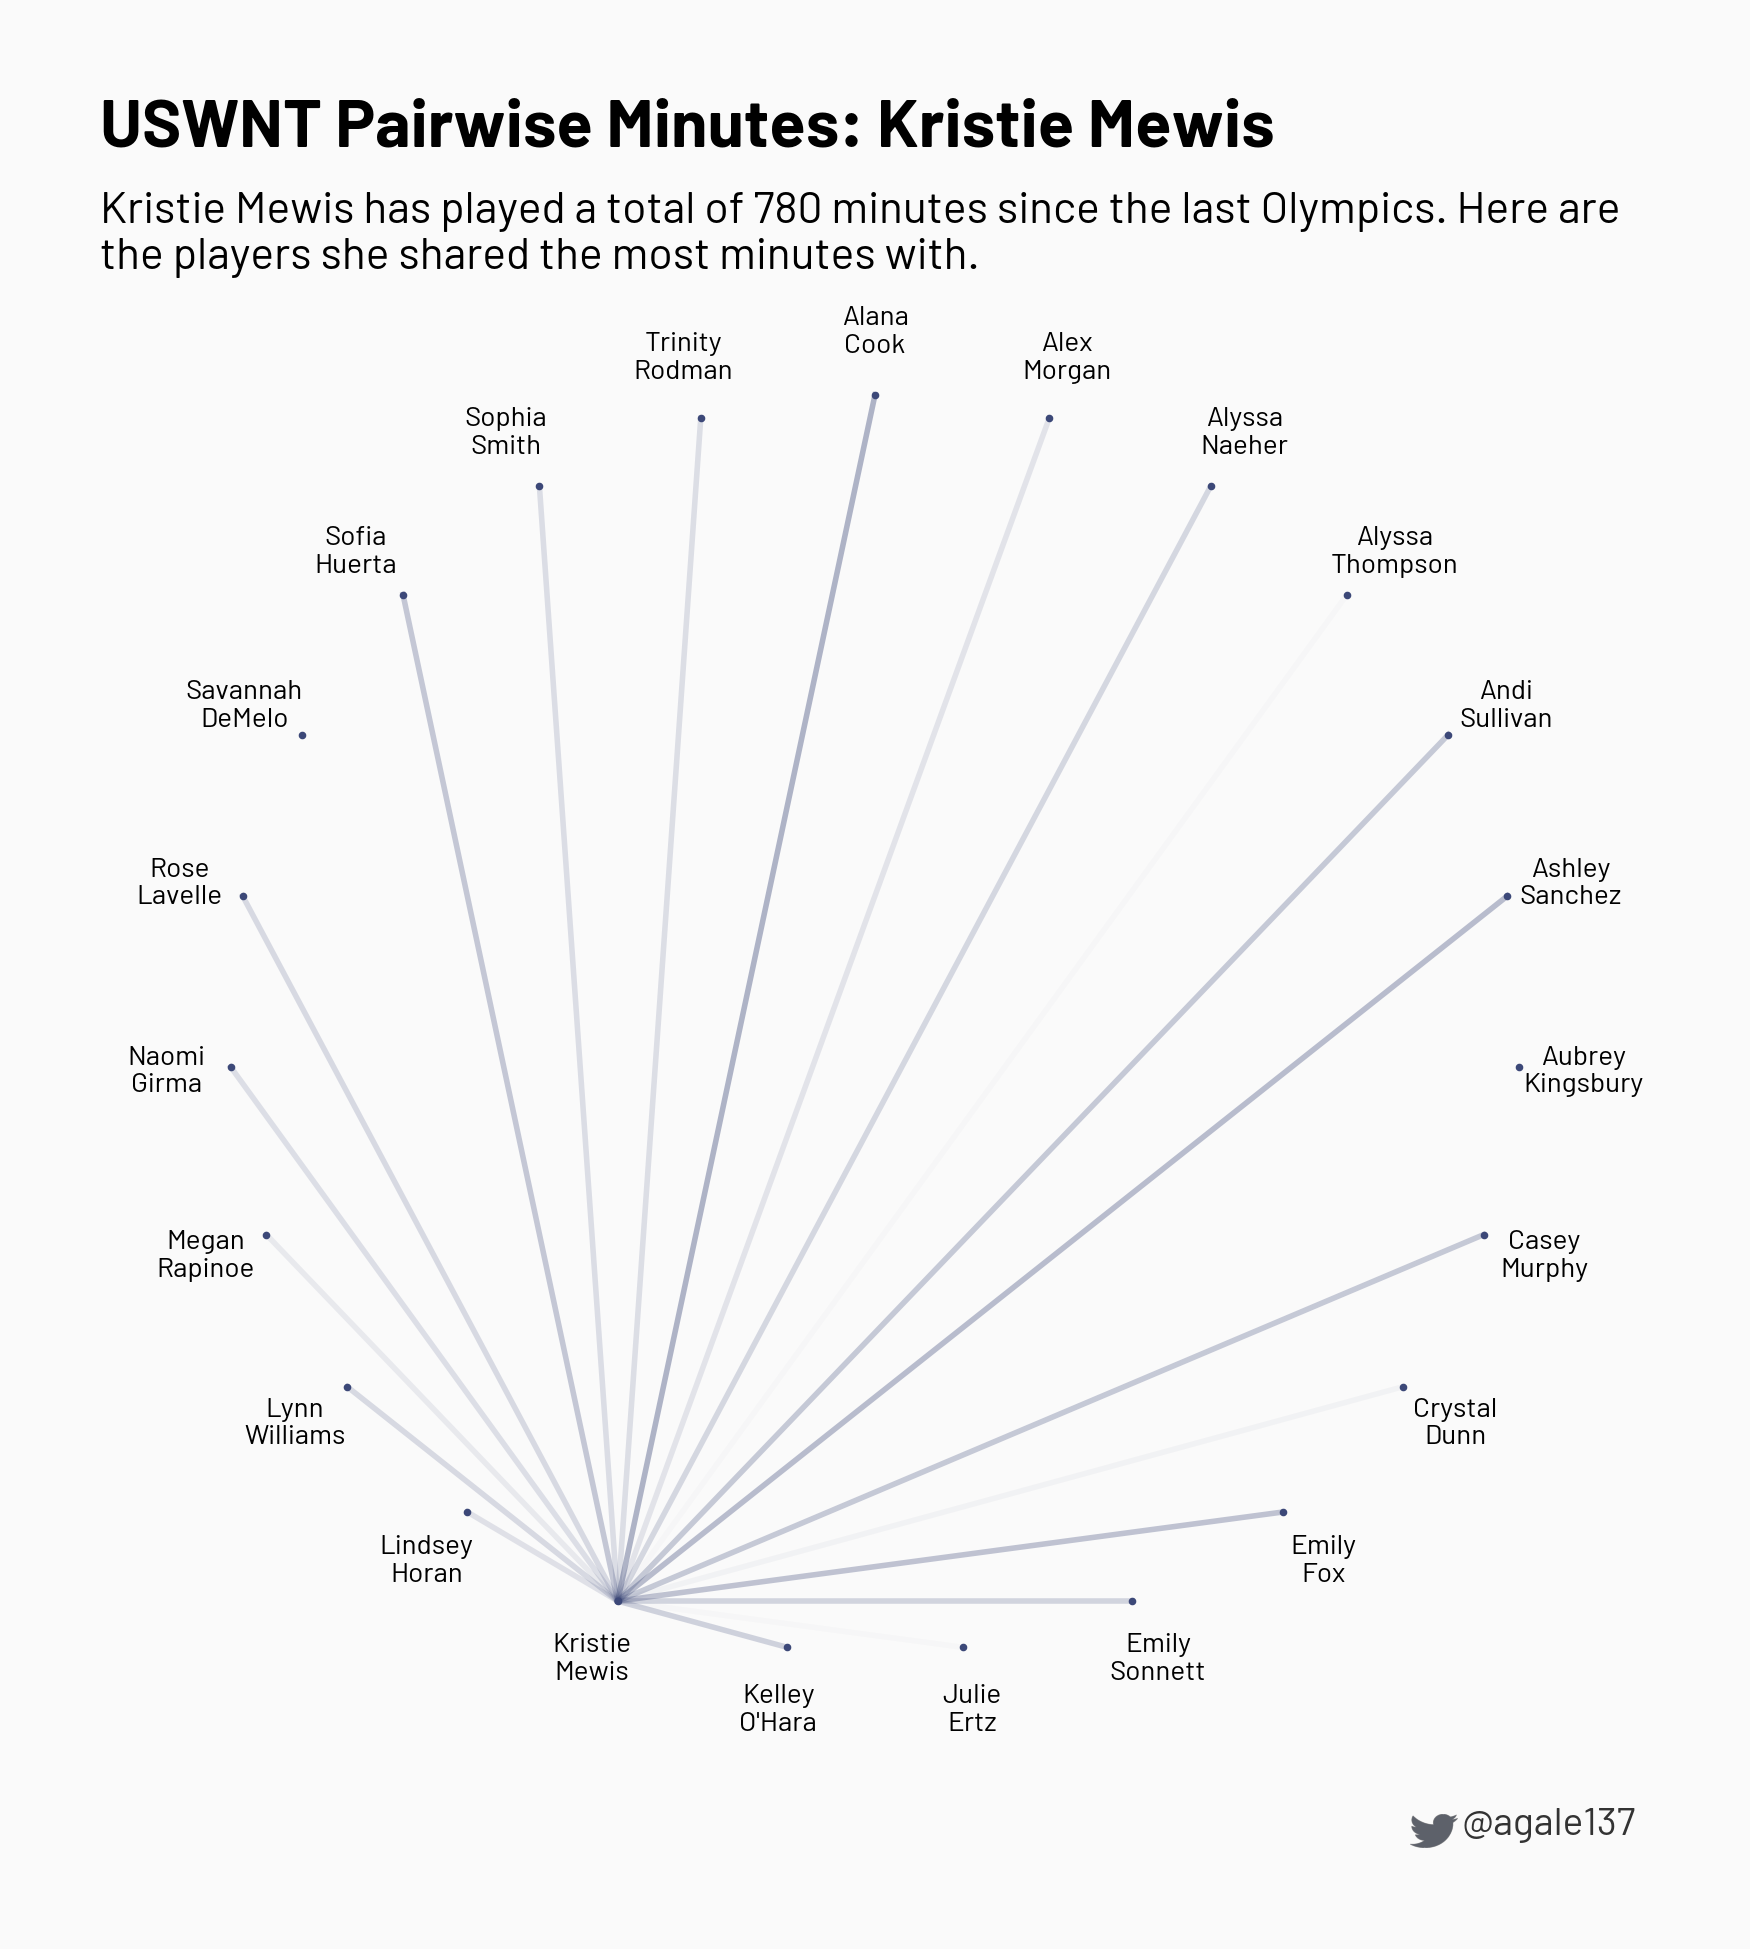 USWNT Pairwise Minutes: Kristie Mewis
Kristie Mewis has played a total of 780 minutes since the last Olympics. Here are
the players she shared the most minutes with.
Alana
Cook
Trinity
Rodman
Alex
Morgan
Sophia
Smith
Alyssa
Naeher
Sofia
Huerta
Alyssa
Thompson
Savannah
DeMelo
Andi
Sullivan
Rose
Lavelle
Ashley
Sanchez
Naomi
Girma
Aubrey
Kingsbury
Megan
Rapinoe
Casey
Murphy
Lynn
Williams
Crystal
Dunn
Lindsey
Horan
Emily
Fox
Kristie
Mewis
Emily
Sonnett
Kelley
O'Hara
Julie
Ertz
@agale137